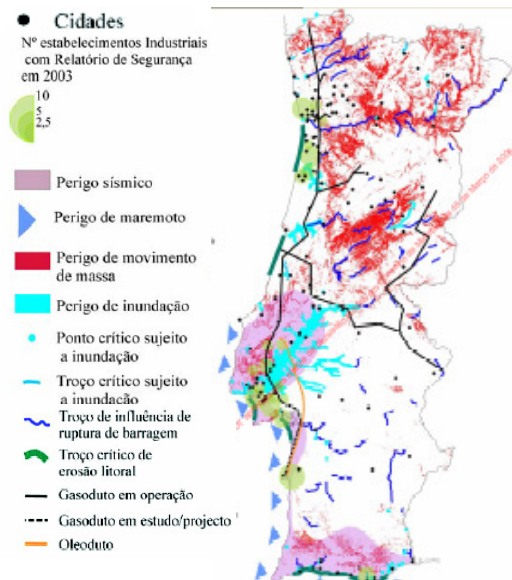 Cidades
Nº estabelecimentos Industriais
com Relatório de Segurança
em 2003
10
5
2,5
Perigo sísmico
Perigo de maremoto
Perigo de movimento
de massa
Perigo de inundação
Ponto crítico sujeito
a inundação
Troço crítico sujeito
a inundação
Troço de influência de
ruptura de barragem
Troço crítico de
erosão litoral
Gasoduto em operação
Gasoduto em estudo/projecto
Oleoduto